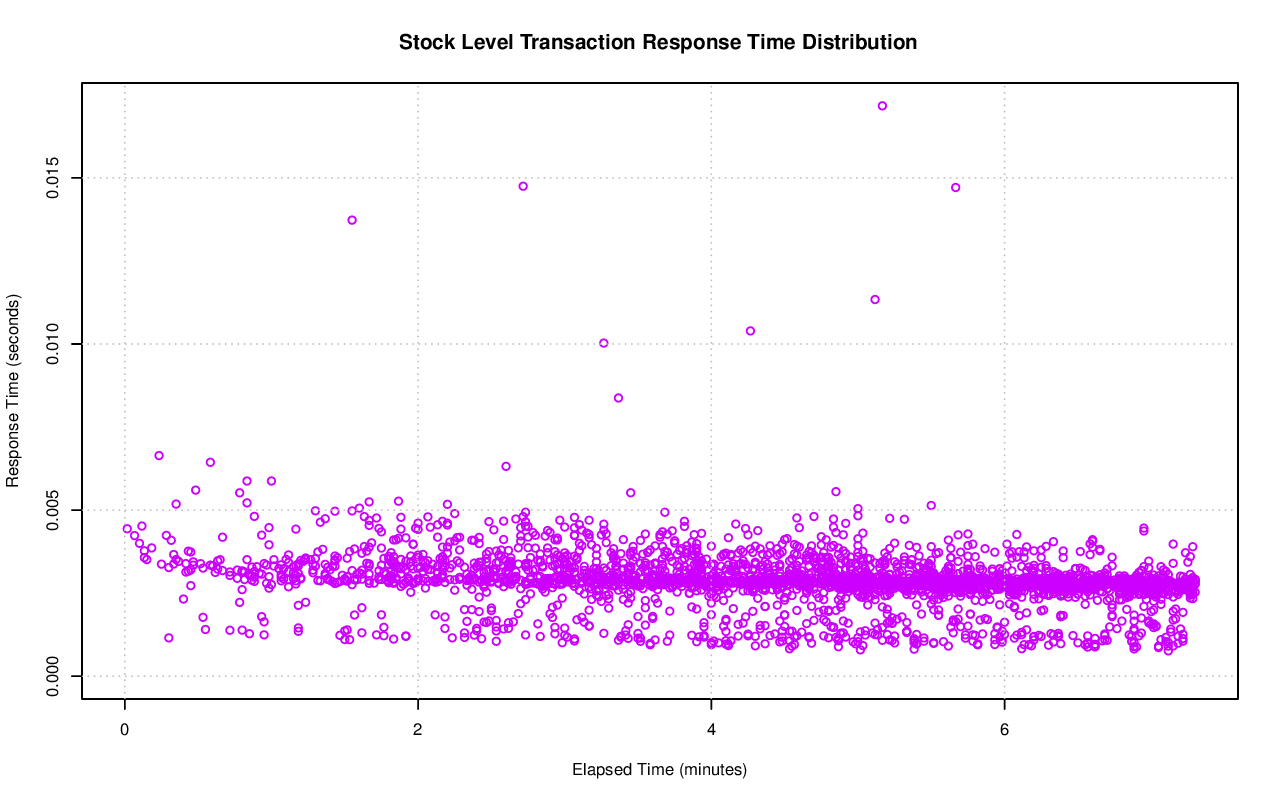 Stock Level Transaction Response Time Distribution
Response Time (seconds)
0.015
0.010
0.005
0.000
0 2 4 6
Elapsed Time (minutes)